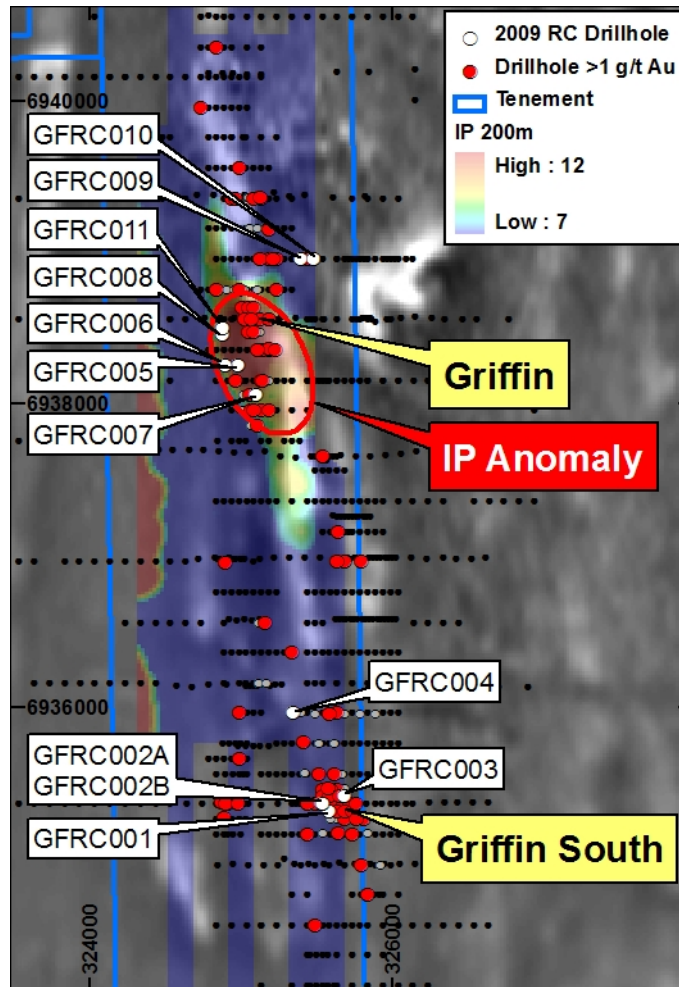 2009 RC Drillhole
Drillhole >1 g/t Au
Tenement
IP 200m
High : 12
Low : 7
6940000
GFRC010
GFRC009
GFRC011
GFRC008
GFRC006
GFRC005
Griffin
6938000
GFRC007
IP Anomaly
GFRC004
6936000
GFRC002A
GFRC002B
GFRC003
GFRC001
Griffin South
324000
326000